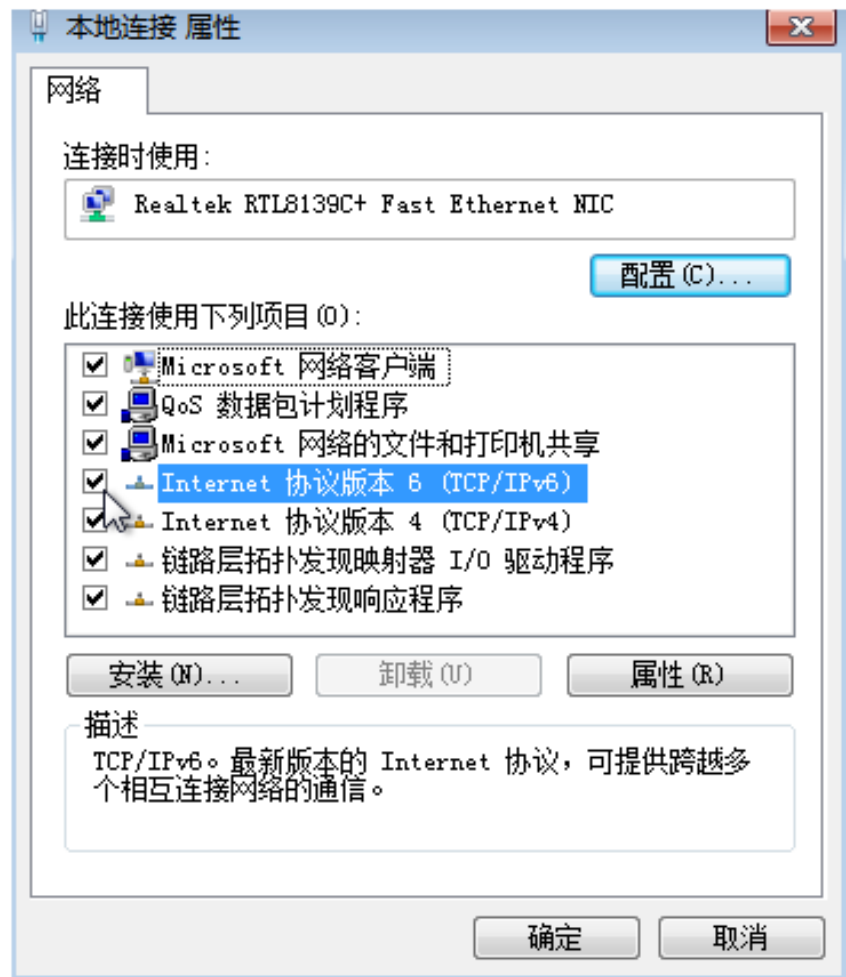 本地连接 属性
网络
连接时使用:
Realtek RTL8139C+ Fast Ethernet NIC
配置(C)...
此连接使用下列项目(O):
Microsoft 网络客户端
QoS 数据包计划程序
Microsoft 网络的文件和打印机共享
Internet 协议版本 6 (TCP/IPv6)
Internet 协议版本 4 (TCP/IPv4)
链路层拓扑发现映射器 I/O 驱动程序
链路层拓扑发现响应程序
安装(N)... 卸载(U) 属性(R)
描述
TCP/IPv6。最新版本的 Internet 协议，可提供跨越多
个相互连接网络的通信。
确定 取消